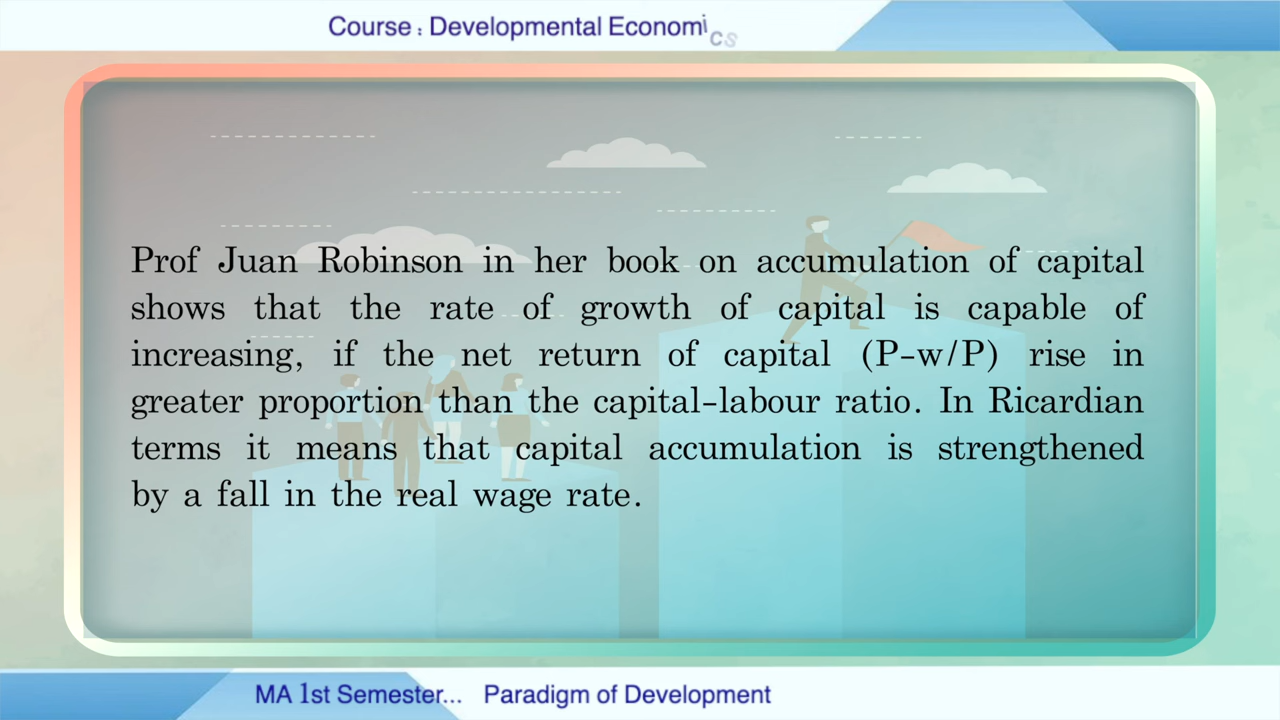 Course : Developmental Economics
Prof Juan Robinson in her book on accumulation of capital
shows that the rate of growth of capital is capable of
increasing, if the net return of capital (P-w/P) rise in
greater proportion than the capital-labour ratio. In Ricardian
terms it means that capital accumulation is strengthened
by a fall in the real wage rate.
MA 1st Semester... Paradigm of Development